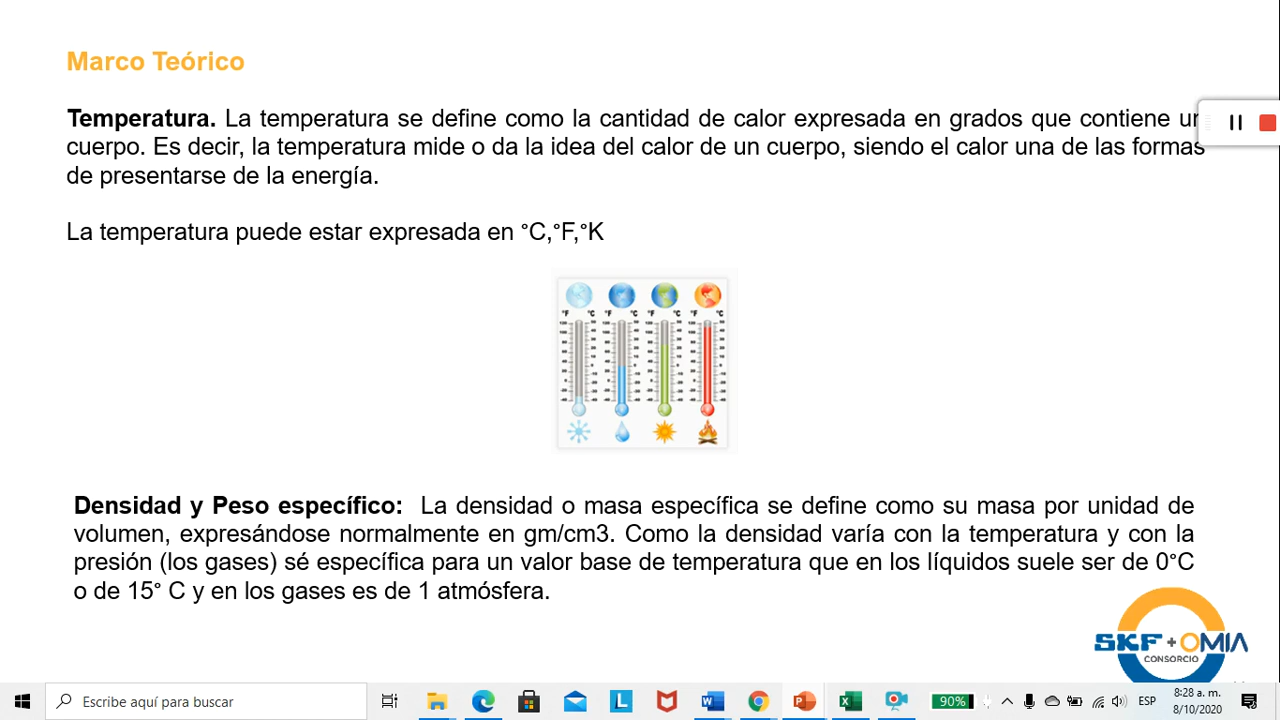 Marco Teórico
Temperatura. La temperatura se define como la cantidad de calor expresada en grados que contiene un
cuerpo. Es decir, la temperatura mide o da la idea del calor de un cuerpo, siendo el calor una de las formas
de presentarse de la energía.
La temperatura puede estar expresada en °C,°F,°K
°F °C °F °C °F °C °F °C
Densidad y Peso específico: La densidad o masa específica se define como su masa por unidad de
volumen, expresándose normalmente en gm/cm3. Como la densidad varía con la temperatura y con la
presión (los gases) sé específica para un valor base de temperatura que en los líquidos suele ser de 0°C
o de 15° C y en los gases es de 1 atmósfera.
SKF + OMIA
CONSORCIO
Escribe aquí para buscar
90%
ESP
8:28 a. m.
8/10/2020